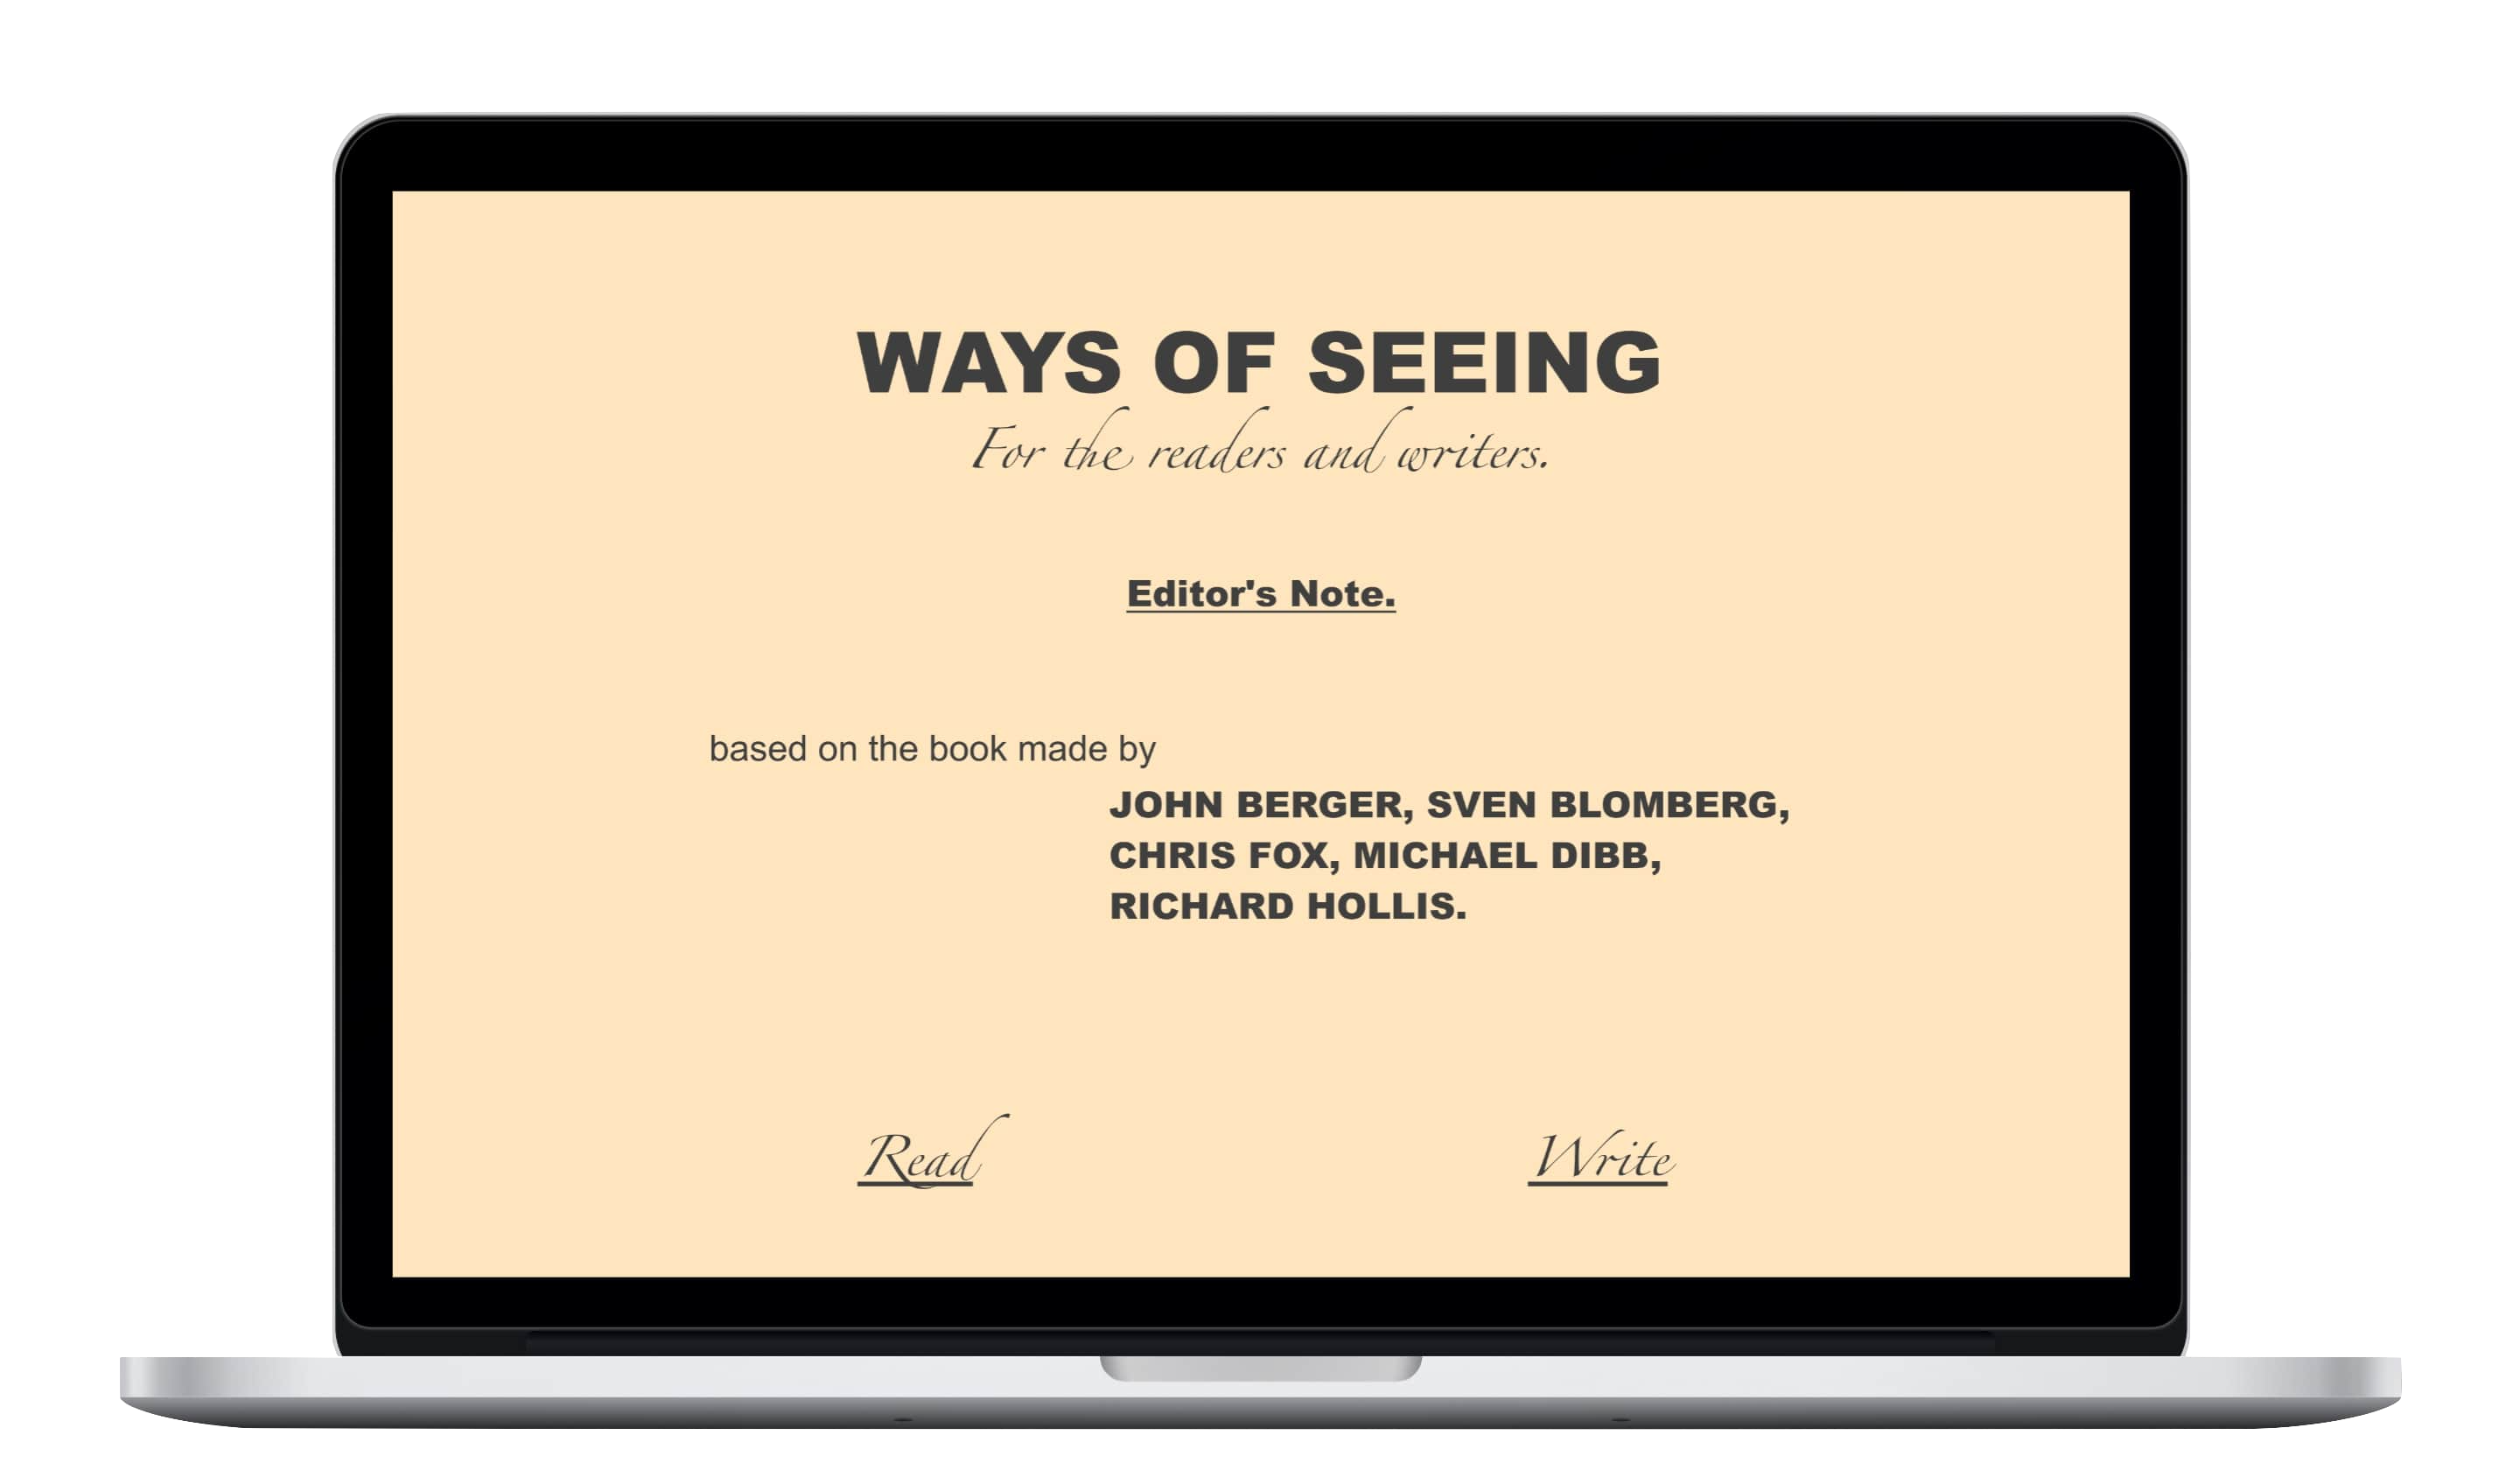 WAYS OF SEEING
For the readers and writers.
Editor's Note.
based on the book made by
JOHN BERGER, SVEN BLOMBERG,
CHRIS FOX, MICHAEL DIBB,
RICHARD HOLLIS.
Read
Write